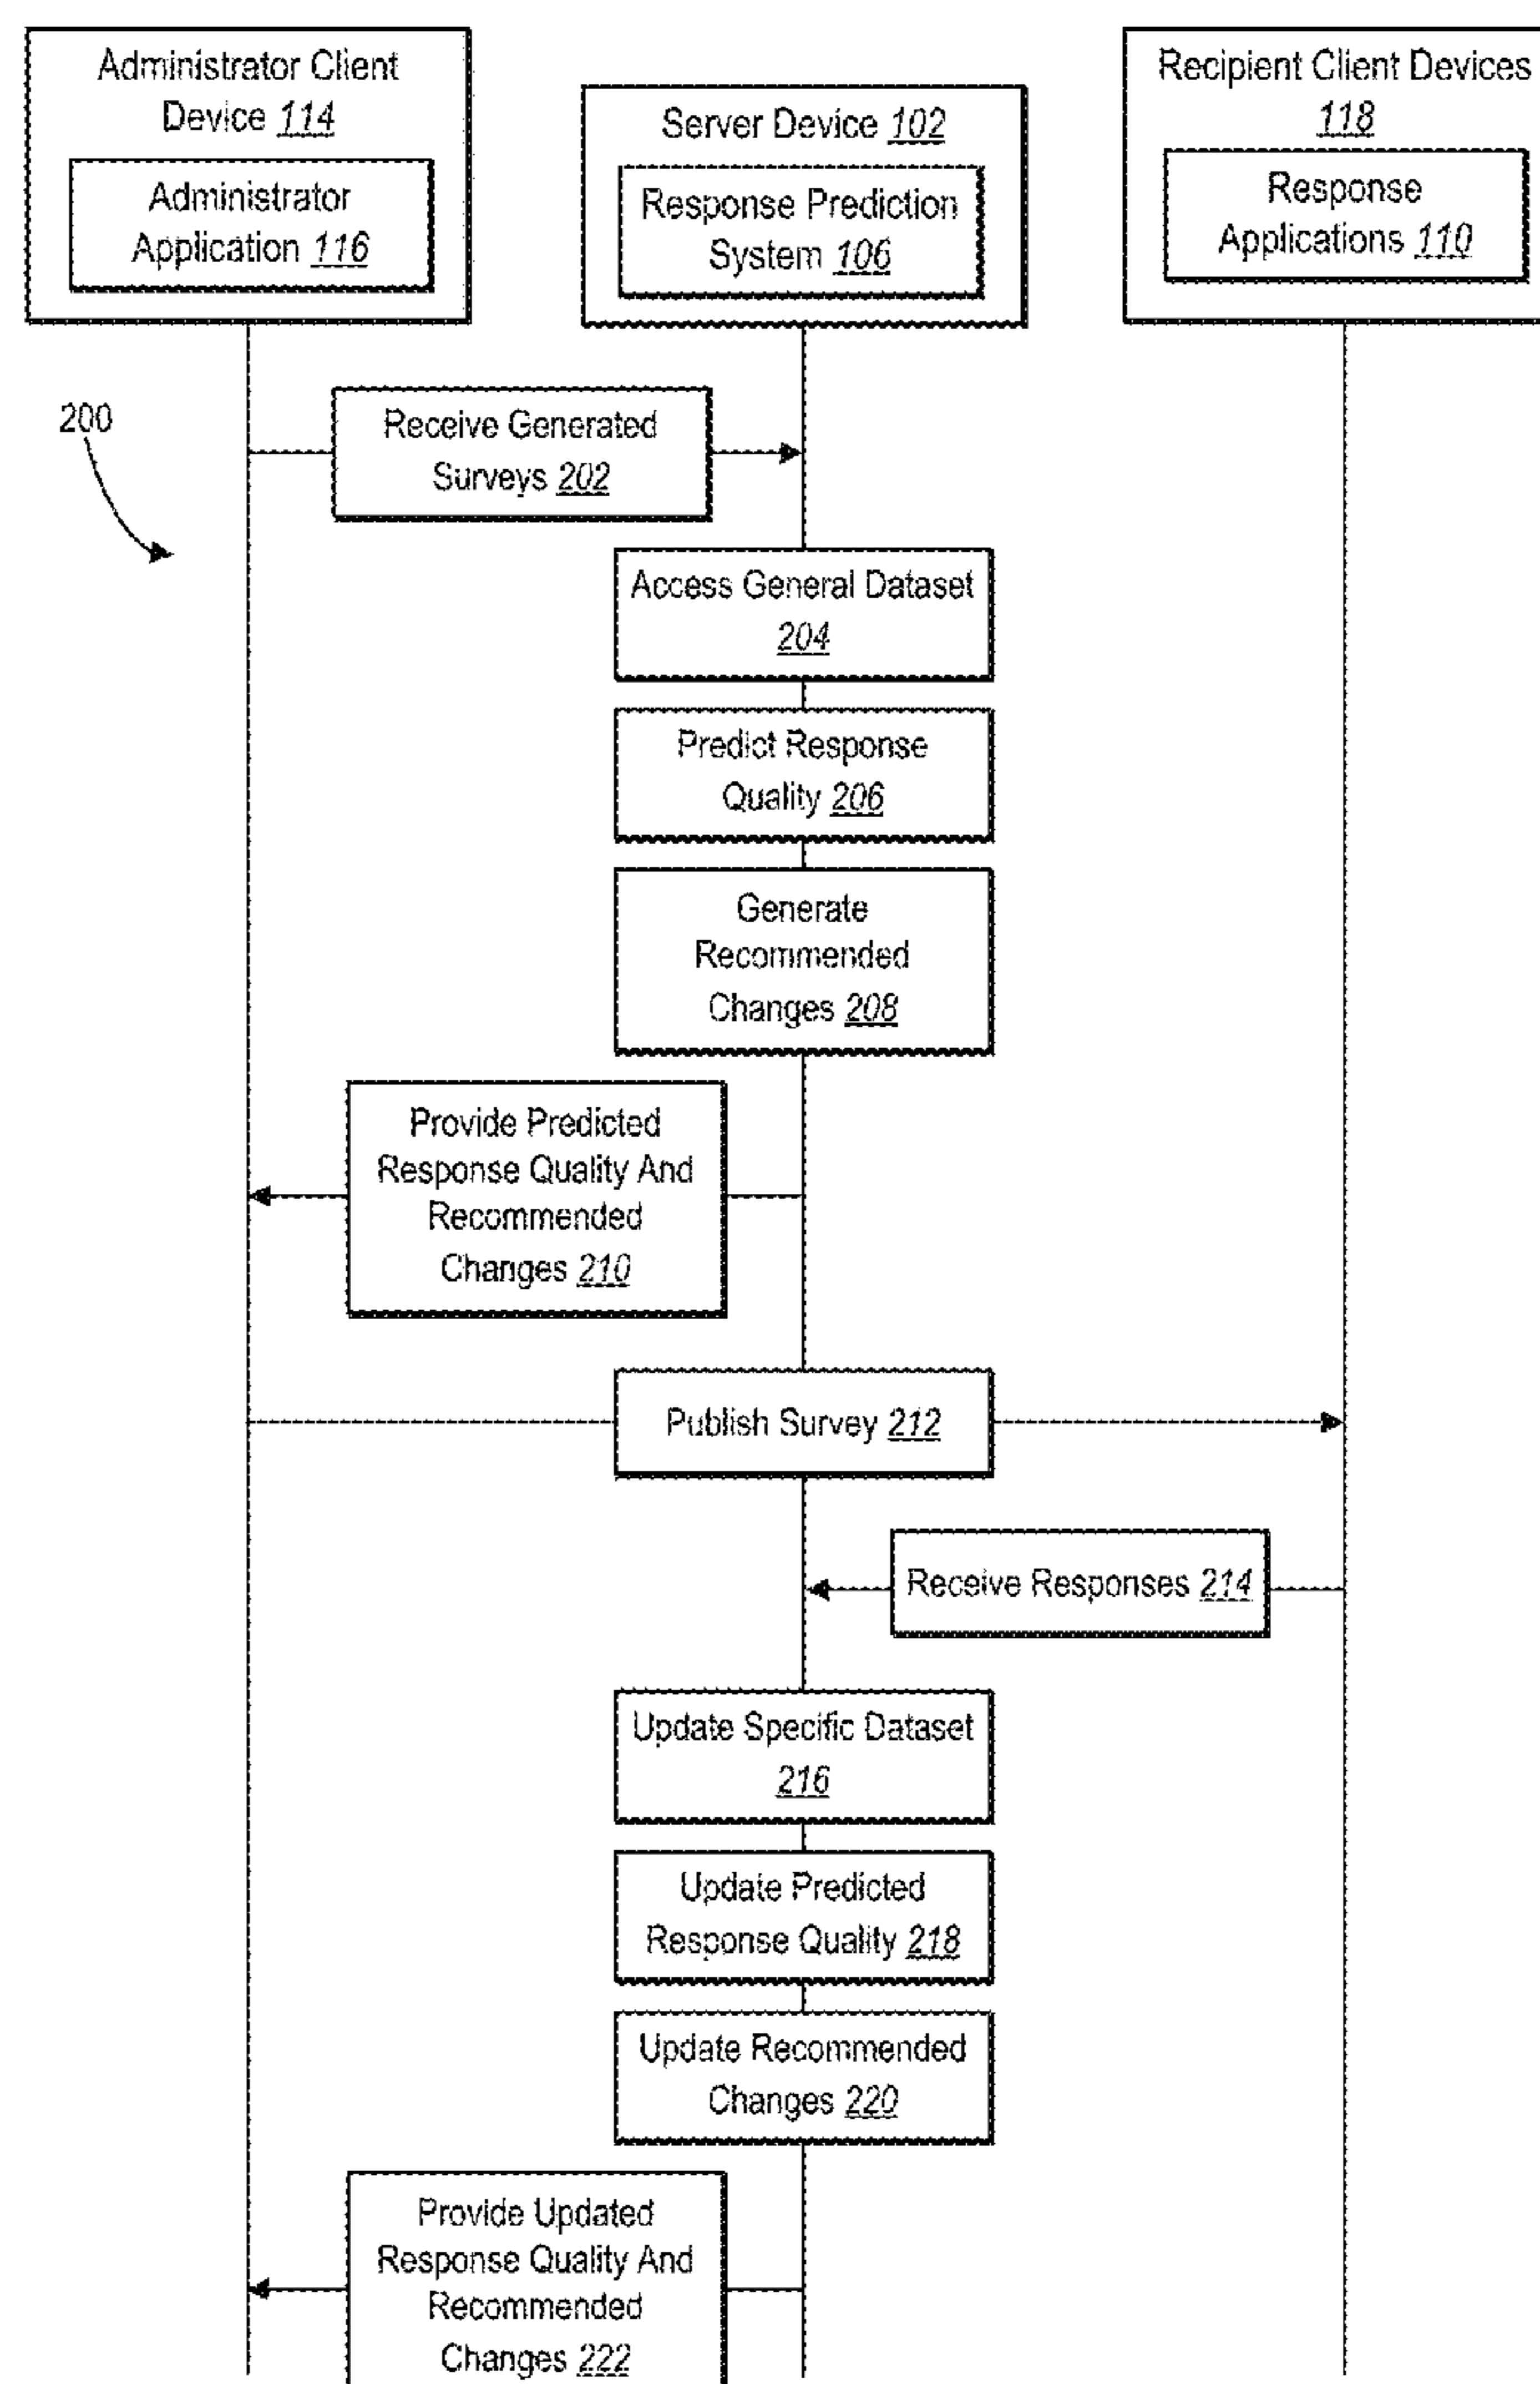 Administrator Client
Device 114
Administrator
Application 116
Server Device 102
Response Prediction
System 106
Recipient Client Devices
118
Response
Applications 110
200
Receive Generated
Surveys 202
Access General Dataset
204
Predict Response
Quality 206
Generate
Recommended
Changes 208
Provide Predicted
Response Quality And
Recommended
Changes 210
Publish Survey 212
Receive Responses 214
Update Specific Dataset
216
Update Predicted
Response Quality 218
Update Recommended
Changes 220
Provide Updated
Response Quality And
Recommended
Changes 222